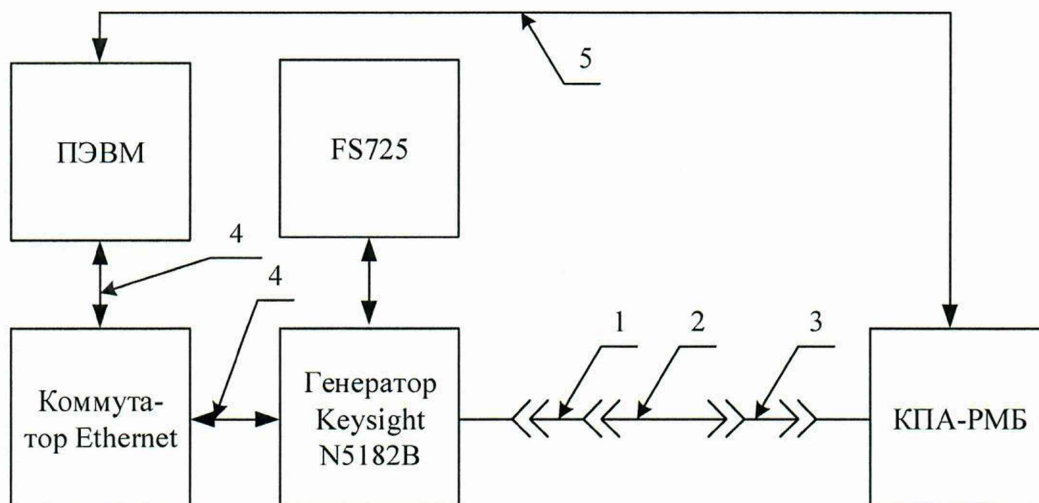 5
ПЭВМ
FS725
4
4
1
2
3
Коммута-
тор Ethernet
Генератор
Keysight
N5182B
КПА-РМБ